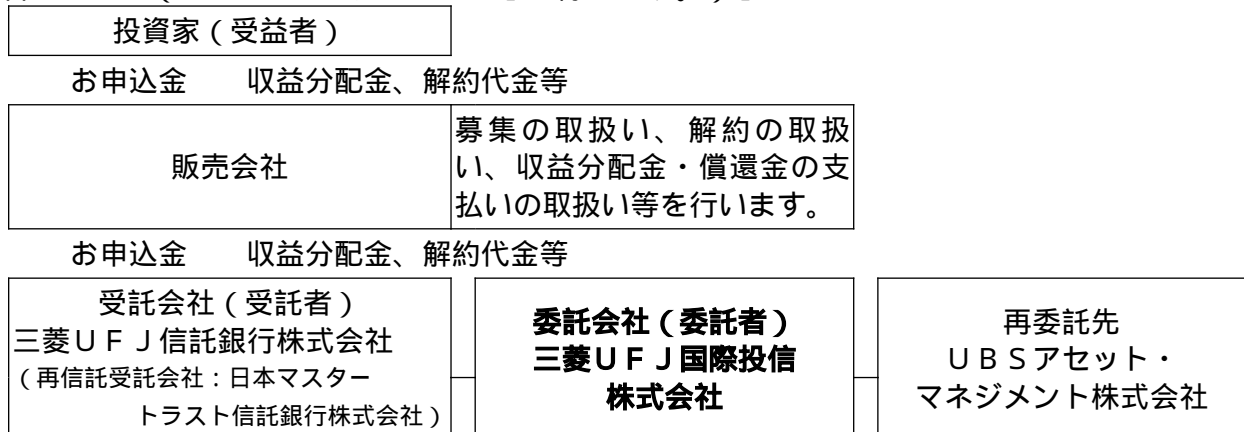 投資家(受益者)
お申込金 収益分配金、解約代金等
販売会社
募集の取扱い、解約の取扱
い、収益分配金・償還金の支
払いの取扱い等を行います。
お申込金 収益分配金、解約代金等
受託会社(受託者)
三菱UFJ信託銀行株式会社
(再信託受託会社:日本マスター
トラスト信託銀行株式会社)
委託会社(委託者)
三菱UFJ国際投信
株式会社
再委託先
UBSアセット・
マネジメント株式会社